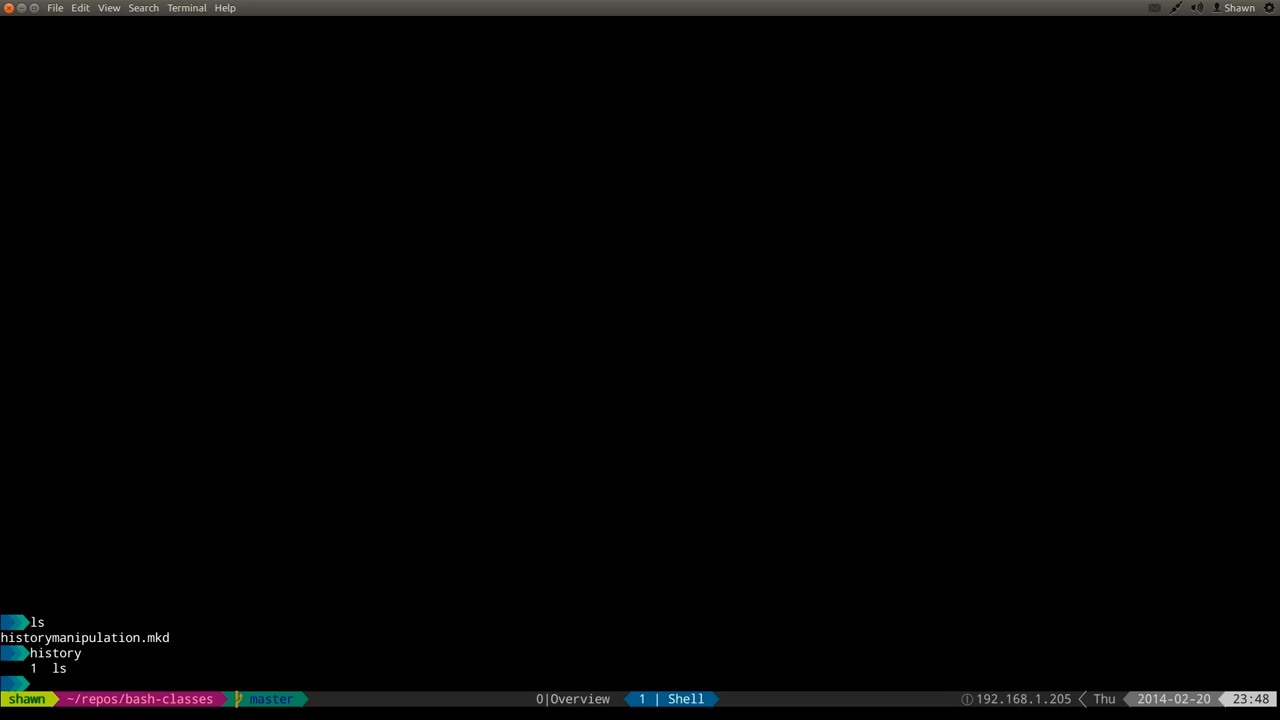 File Edit View Search Terminal Help Shawn
ls
historymanipulation.mkd
history
1 ls
shawn ~/repos/bash-classes master 0|Overview 1 | Shell 192.168.1.205 Thu 2014-02-20 23:48